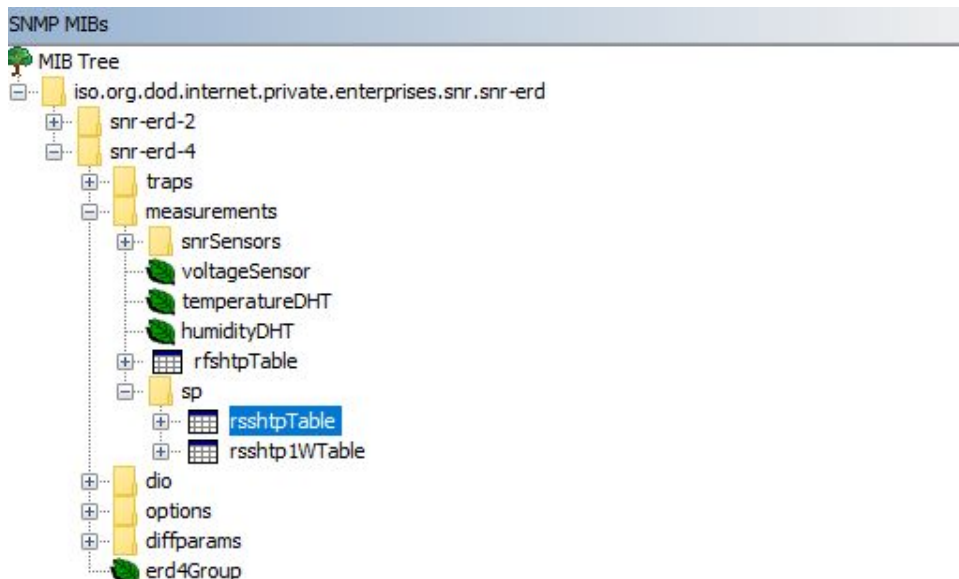 SNMP MIBs
MIB Tree
iso.org.dod.internet.private.enterprises.snr.snr-erd
snr-erd-2
snr-erd-4
traps
measurements
snrSensors
voltageSensor
temperatureDHT
humidityDHT
rfshtpTable
sp
rsshtpTable
rsshtp1WTable
dio
options
diffparams
erd4Group